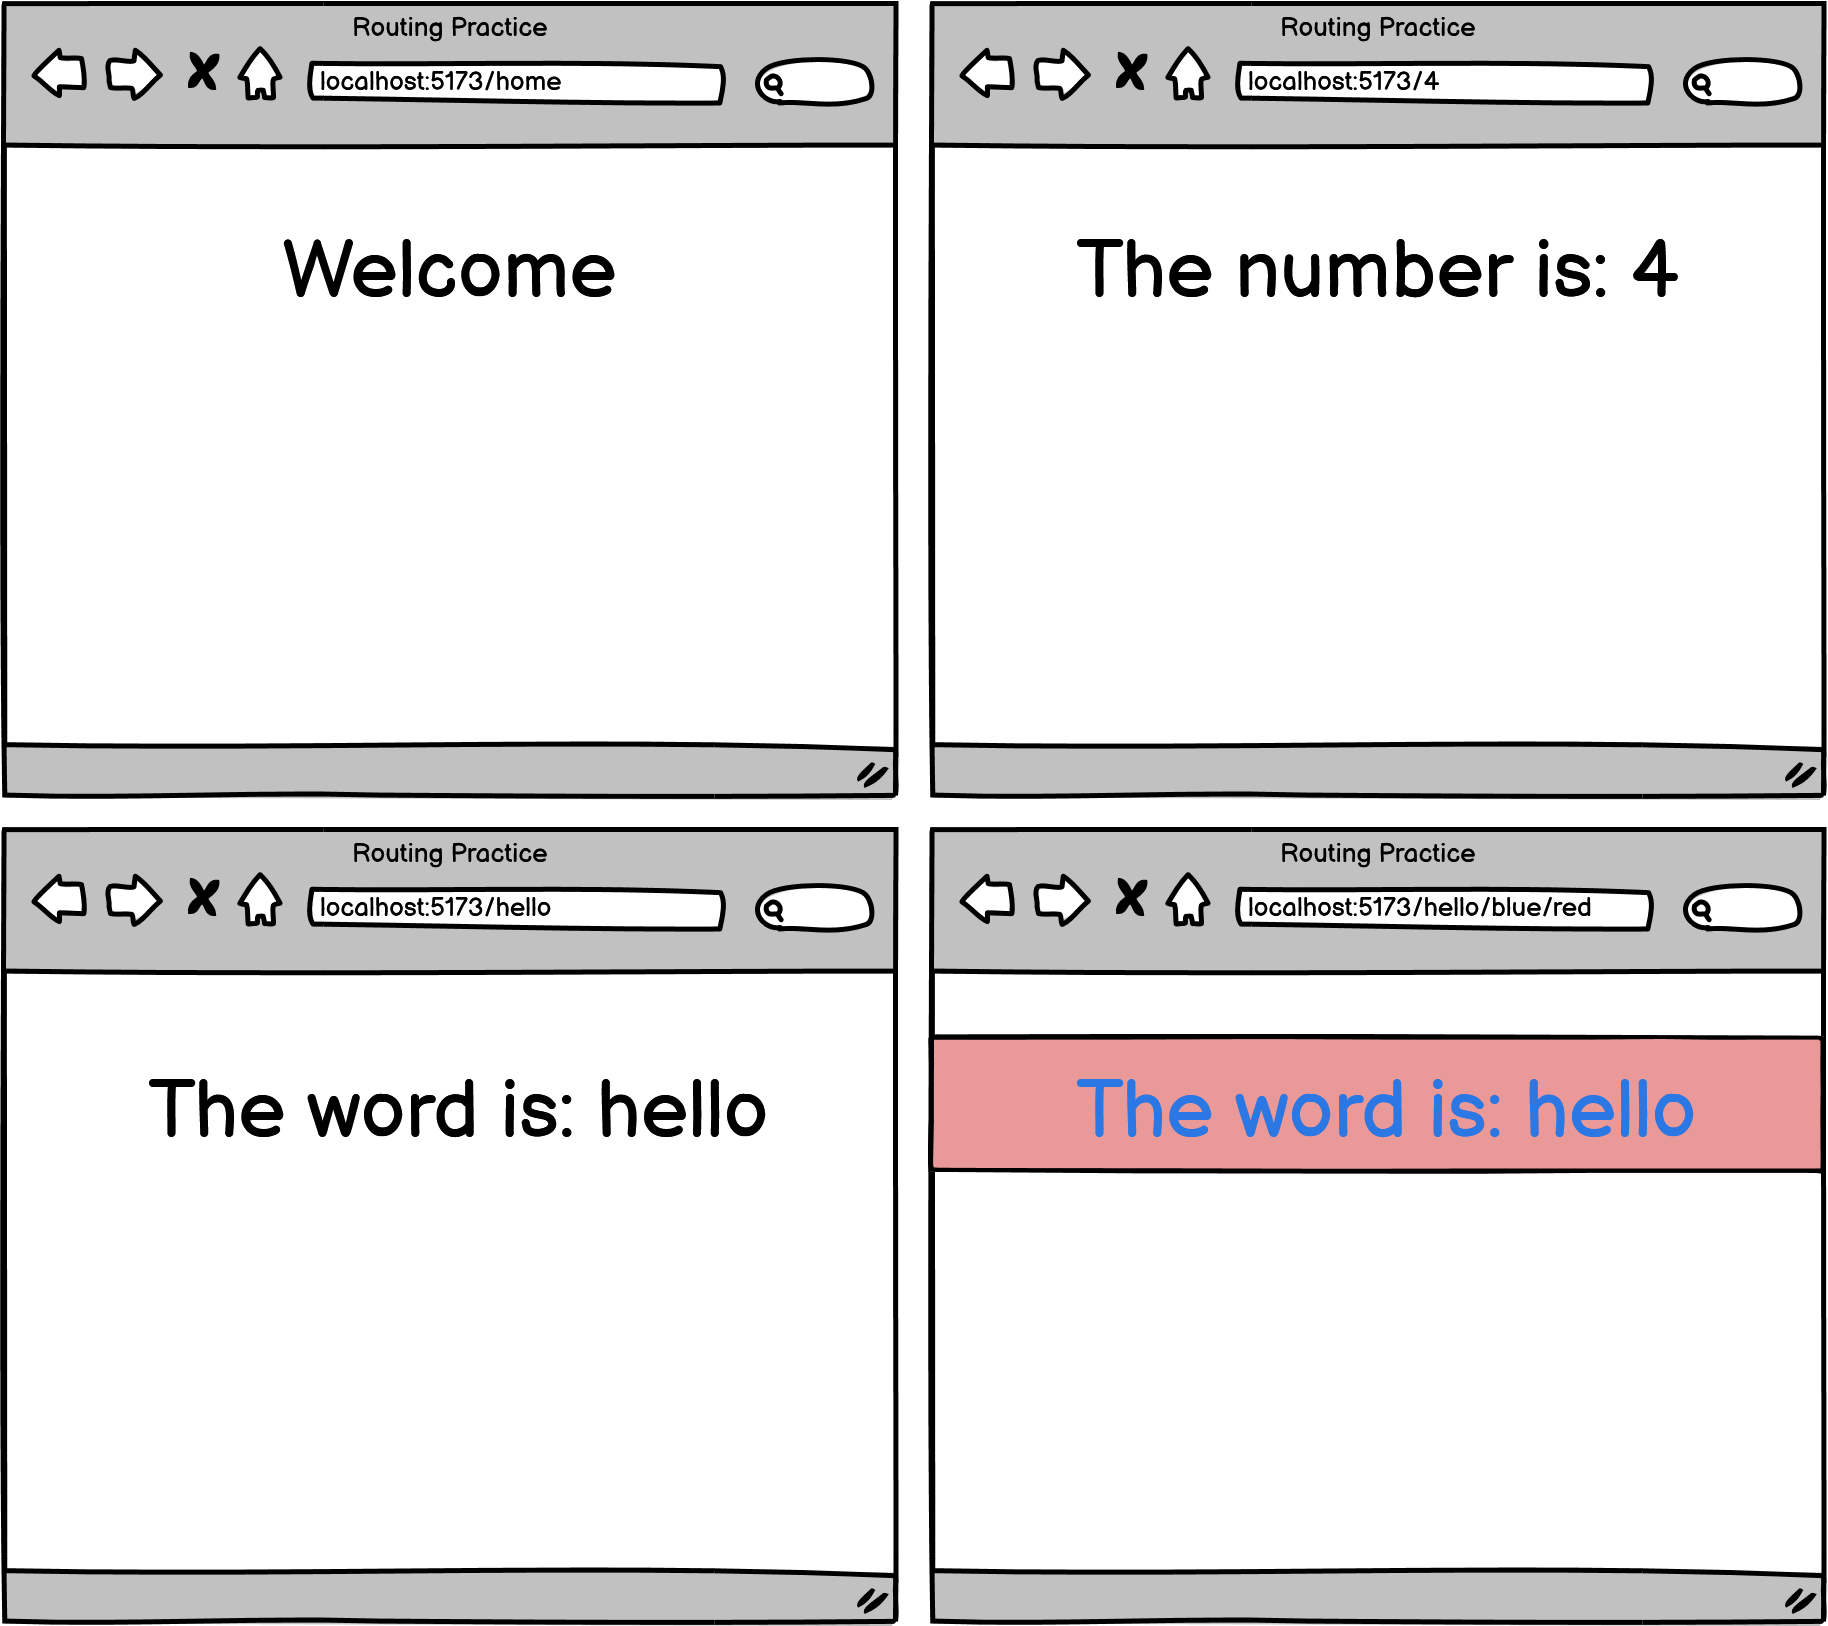 Routing Practice
localhost:5173/home
Welcome
Routing Practice
localhost:5173/4
The number is: 4
Routing Practice
localhost:5173/hello
The word is: hello
Routing Practice
localhost:5173/hello/blue/red
The word is: hello